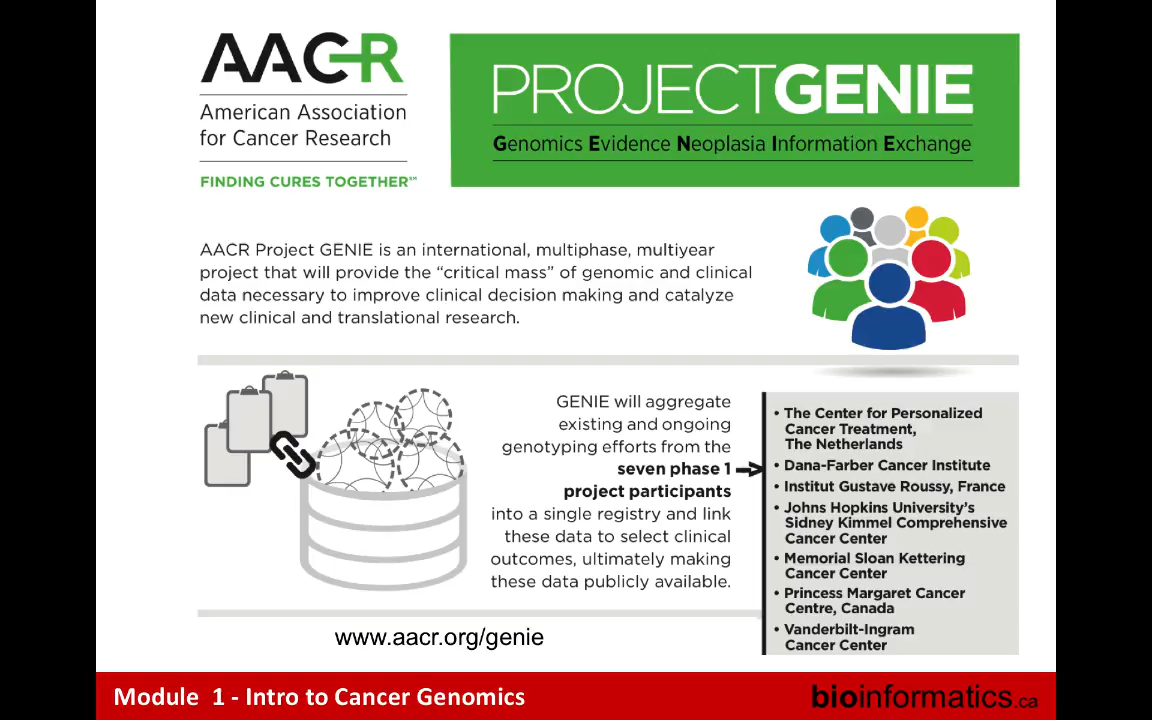 AACR
American Association
for Cancer Research
FINDING CURES TOGETHER℠
PROJECTGENIE
Genomics Evidence Neoplasia Information Exchange
AACR Project GENIE is an international, multiphase, multiyear
project that will provide the “critical mass” of genomic and clinical
data necessary to improve clinical decision making and catalyze
new clinical and translational research.
GENIE will aggregate
existing and ongoing
genotyping efforts from the
seven phase 1
project participants
into a single registry and link
these data to select clinical
outcomes, ultimately making
these data publicly available.
• The Center for Personalized
Cancer Treatment,
The Netherlands
• Dana-Farber Cancer Institute
• Institut Gustave Roussy, France
• Johns Hopkins University’s
Sidney Kimmel Comprehensive
Cancer Center
• Memorial Sloan Kettering
Cancer Center
• Princess Margaret Cancer
Centre, Canada
• Vanderbilt-Ingram
Cancer Center
www.aacr.org/genie
Module 1 - Intro to Cancer Genomics
bioinformatics.ca